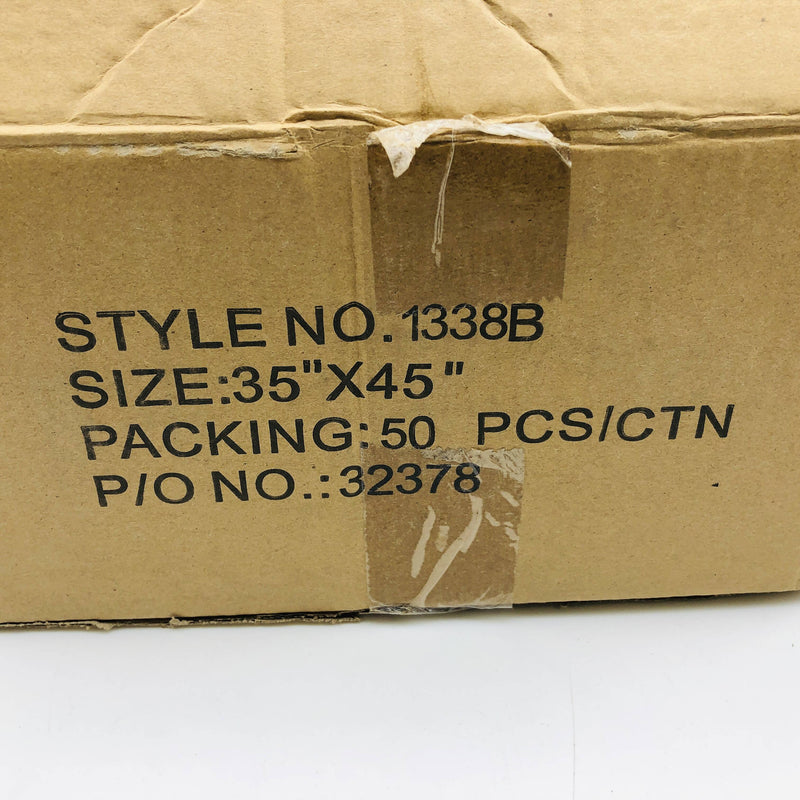 STYLE NO. 1338B
SIZE:35"X45"
PACKING:50 PCS/CTN
P/O NO.:32378